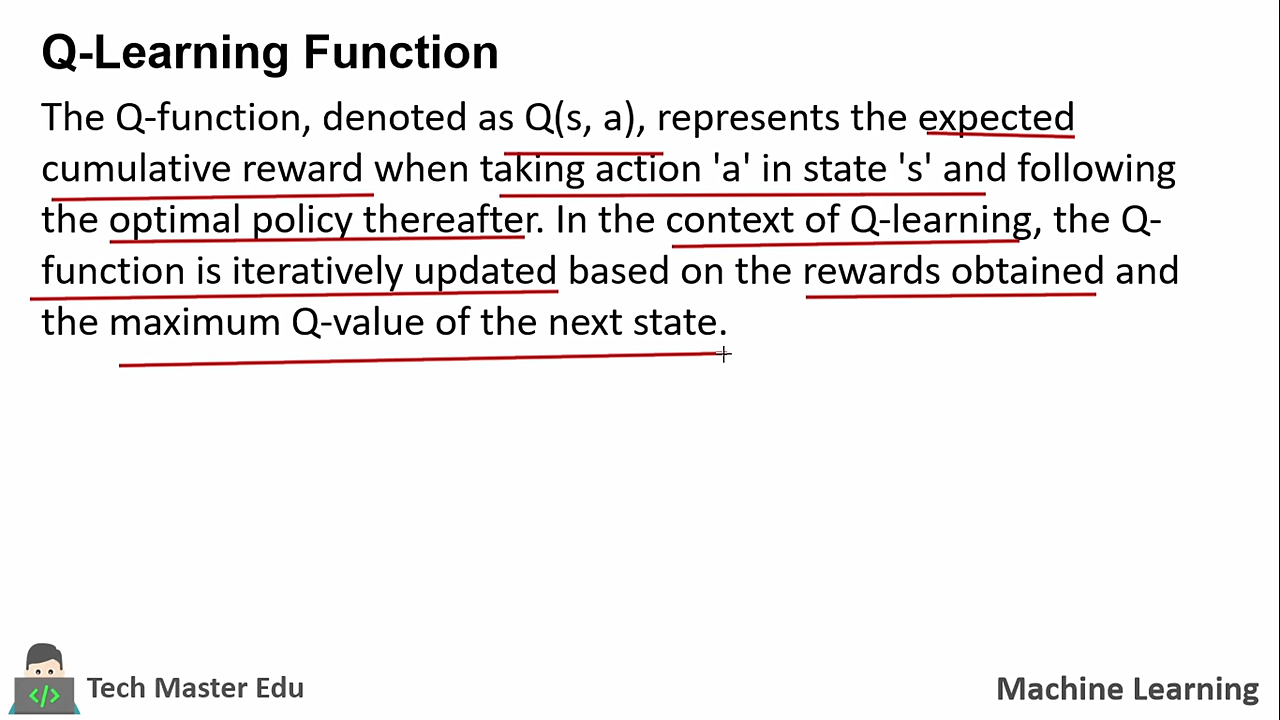 Q-Learning Function
The Q-function, denoted as Q(s, a), represents the expected
cumulative reward when taking action 'a' in state 's' and following
the optimal policy thereafter. In the context of Q-learning, the Q-
function is iteratively updated based on the rewards obtained and
the maximum Q-value of the next state.
</>
Tech Master Edu
Machine Learning